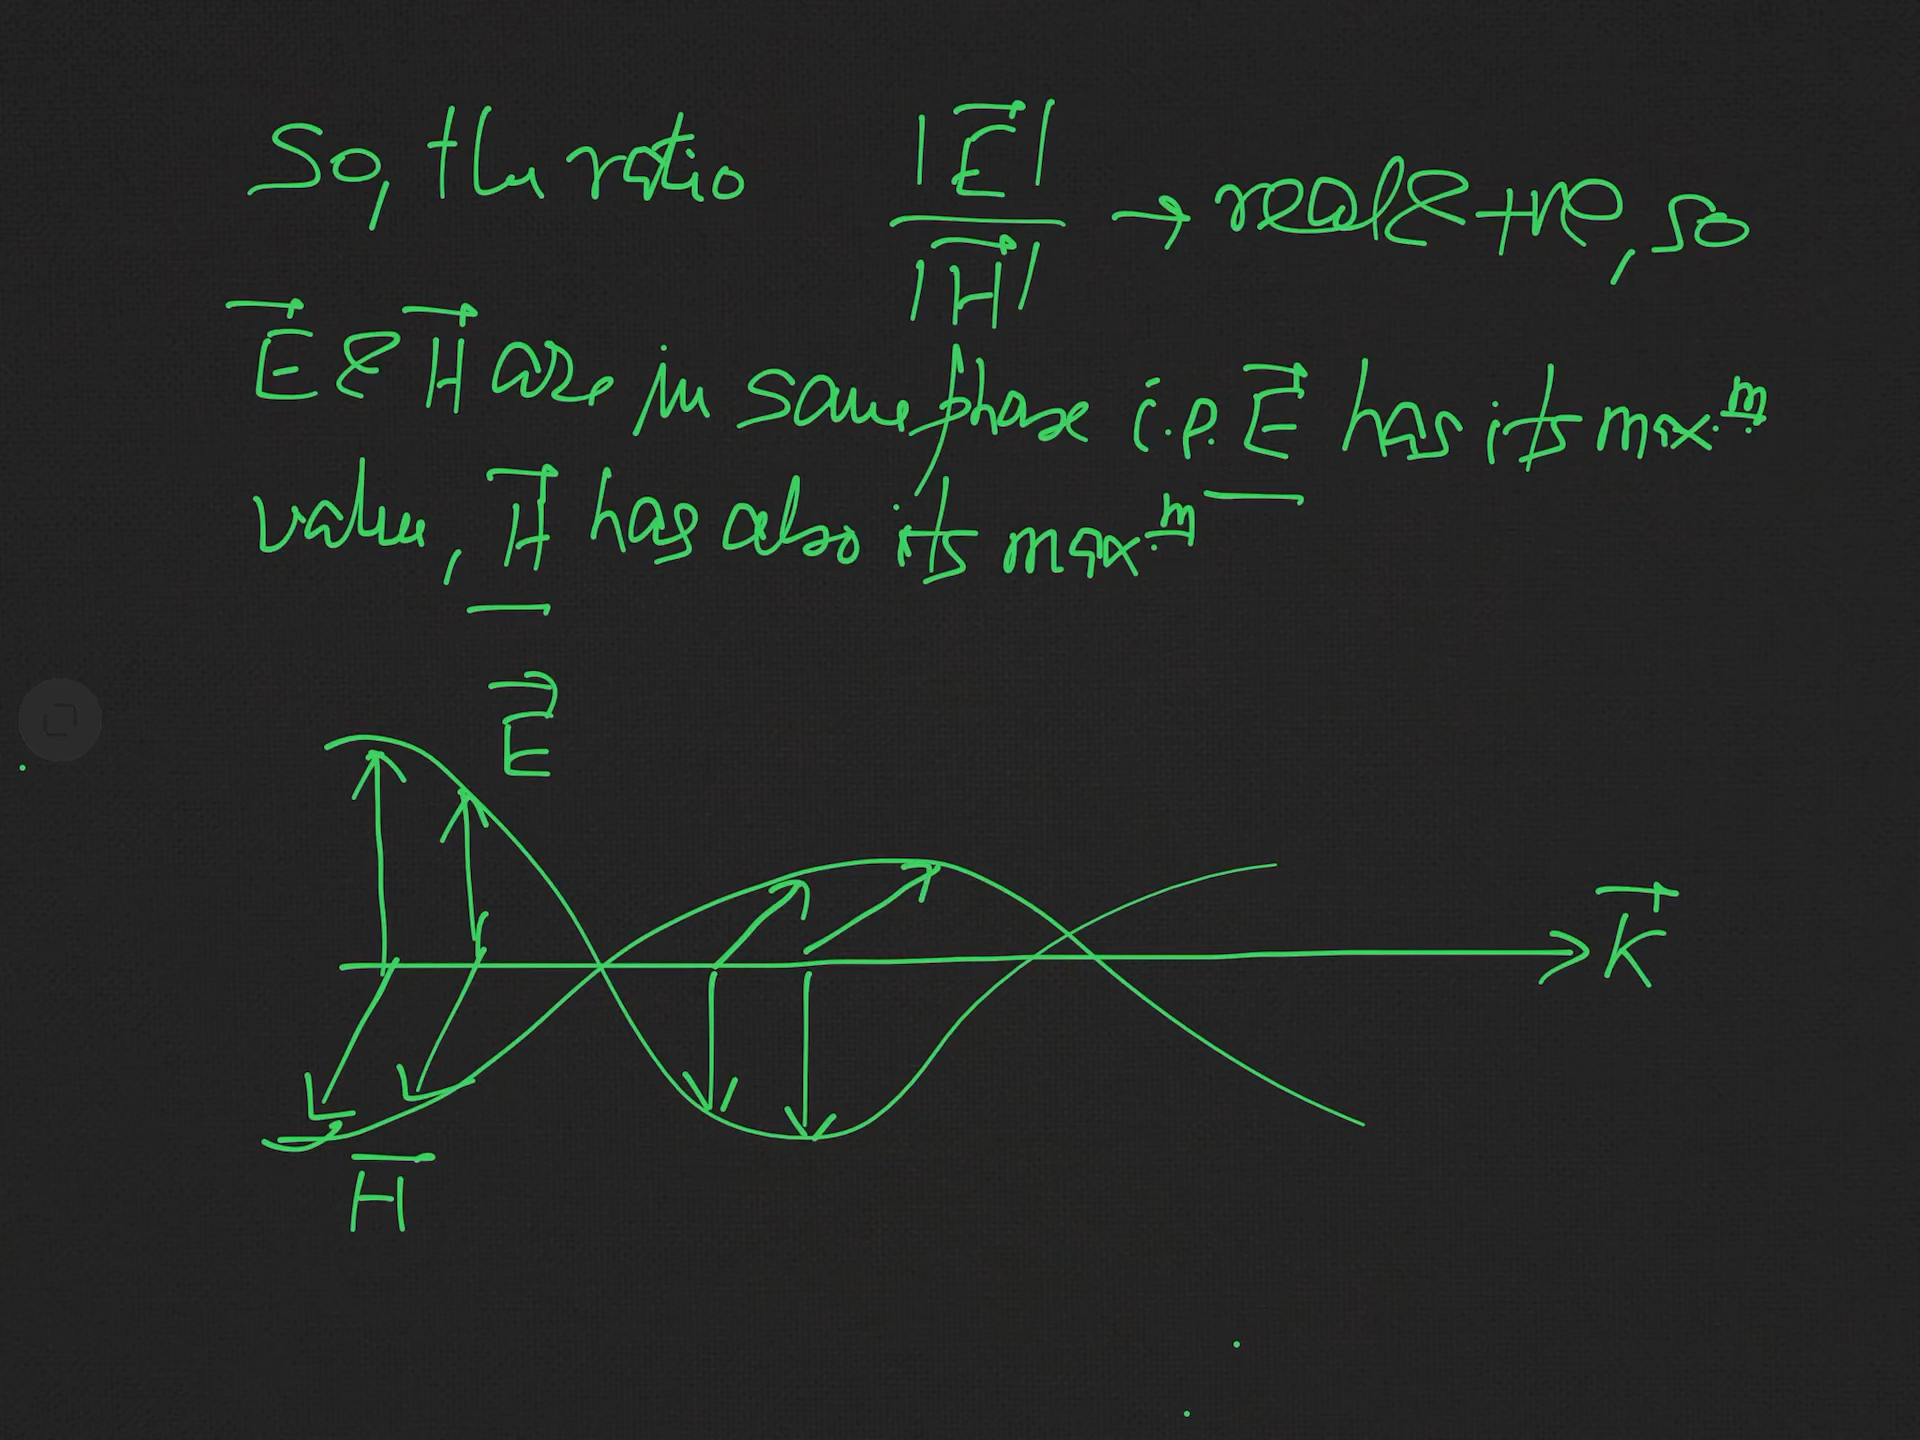 So, the ratio |E⃗| / |H⃗| → real & +ve, so
E⃗ & H⃗ are in same phase i.e. E⃗ has its max.m
value, H⃗ has also its max.m
E⃗
K⃗
H⃗